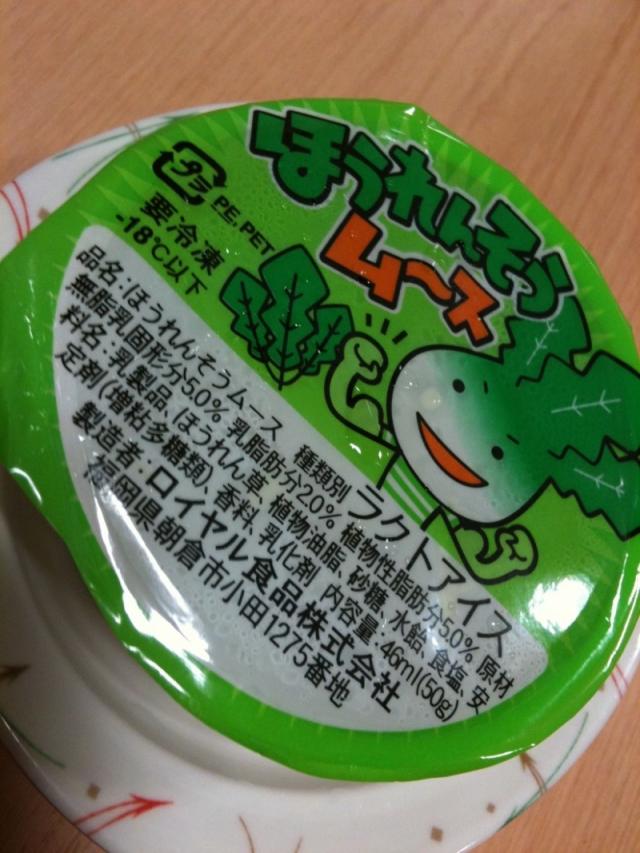 ほうれんそう
ムース
プラ
PE, PET
要冷凍
-18℃以下
品名：ほうれんそうムース 種類別 ラクトアイス
無脂乳固形分5.0% 乳脂肪分2.0% 植物性脂肪分5.0% 原材
料名：乳製品、ほうれん草、植物油脂、砂糖、水飴、食塩、安
定剤(増粘多糖類)、香料、乳化剤 内容量：46ml(50g)
製造者：ロイヤル食品株式会社
福岡県朝倉市小田1275番地